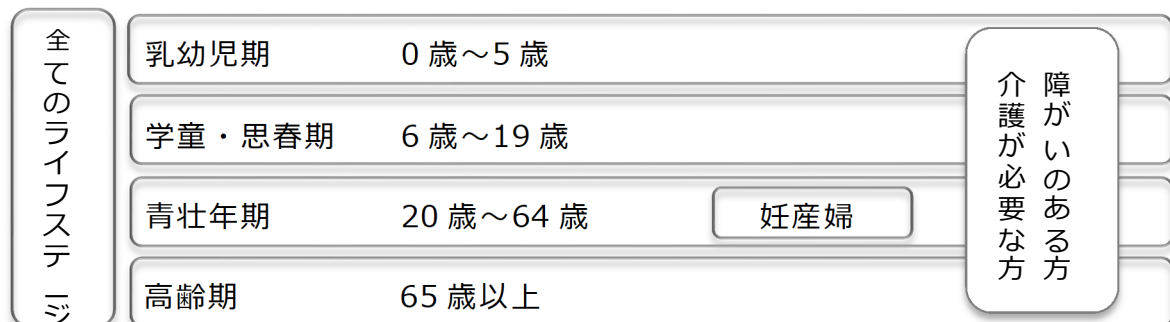 全てのライフステージ
乳幼児期 0歳～5歳
学童・思春期 6歳～19歳
青壮年期 20歳～64歳 妊産婦
高齢期 65歳以上
障がいのある方
介護が必要な方